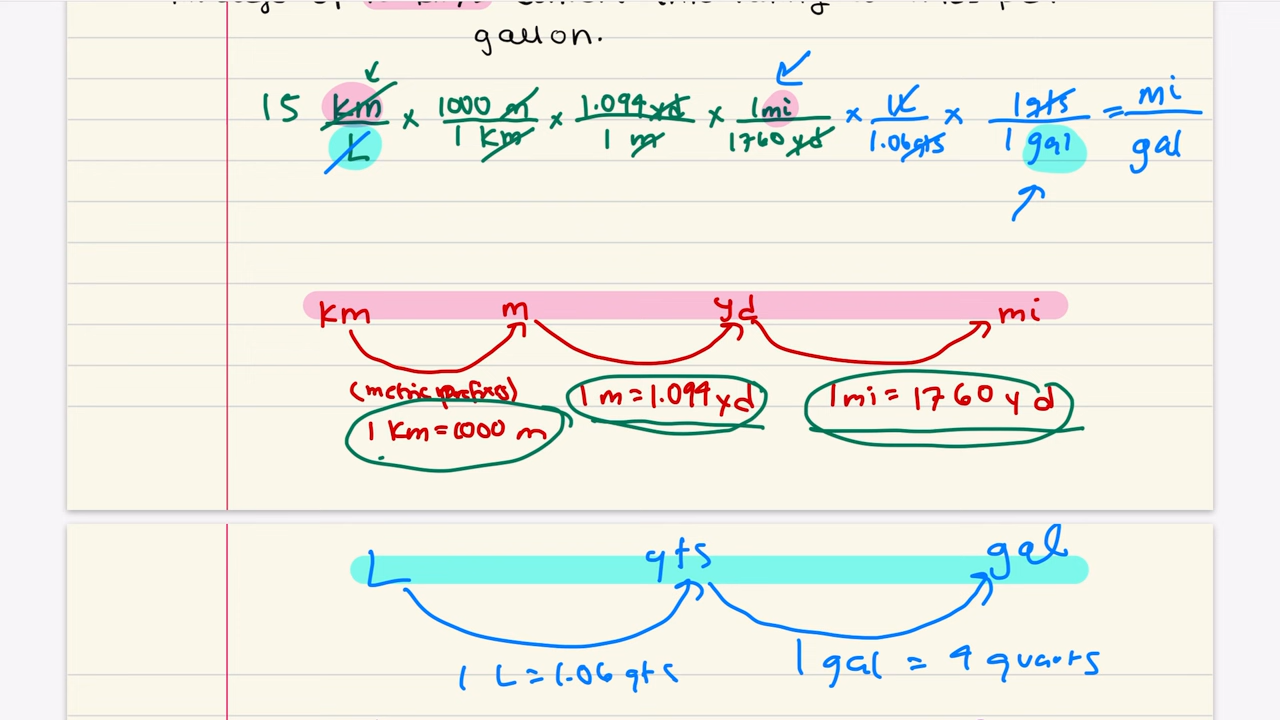 gallon.
15 km/L × 1000 m/1 km × 1.094 yd/1 m × 1 mi/1760 yd × 1L/1.06 qts × 1 qts/1 gal = mi/gal
km m yd mi
(metric prefixes) 1 m = 1.094 yd 1 mi = 1760 yd
1 km = 1000 m
L qts gal
1 L = 1.06 qts 1 gal = 4 quarts